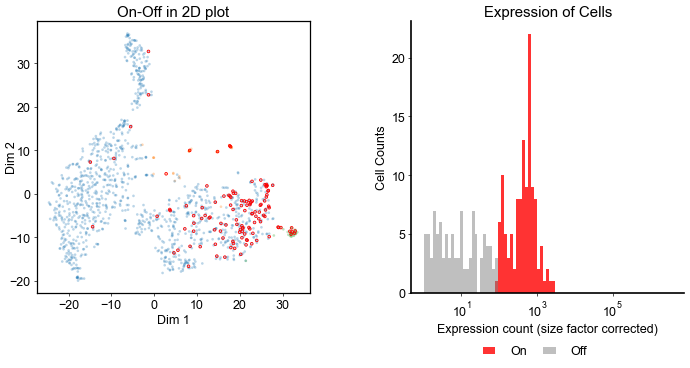 On-Off in 2D plot
30
20
10
0
−10
−20
Dim 2
−20 −10 0 10 20 30
Dim 1
Expression of Cells
20
15
10
5
0
Cell Counts
10^1 10^3 10^5
Expression count (size factor corrected)
On Off